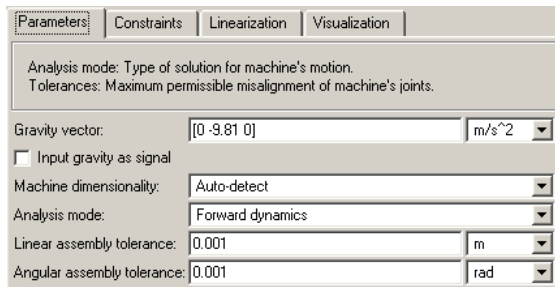 Parameters Constraints Linearization Visualization
Analysis mode: Type of solution for machine's motion.
Tolerances: Maximum permissible misalignment of machine's joints.
Gravity vector: [0 -9.81 0] m/s^2
Input gravity as signal
Machine dimensionality: Auto-detect
Analysis mode: Forward dynamics
Linear assembly tolerance: 0.001 m
Angular assembly tolerance: 0.001 rad